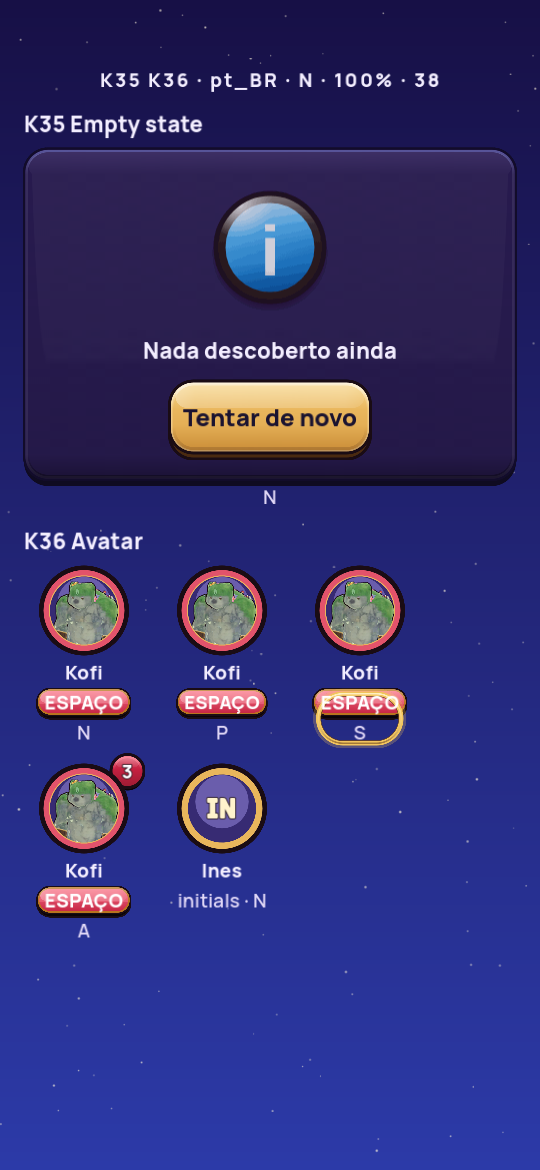 K35 K36 · pt_BR · N · 100% · 38
K35 Empty state
i
Nada descoberto ainda
Tentar de novo
N
K36 Avatar
Kofi Kofi Kofi
ESPAÇO ESPAÇO ESPAÇO
N P S
3
IN
Kofi Ines
ESPAÇO initials · N
A